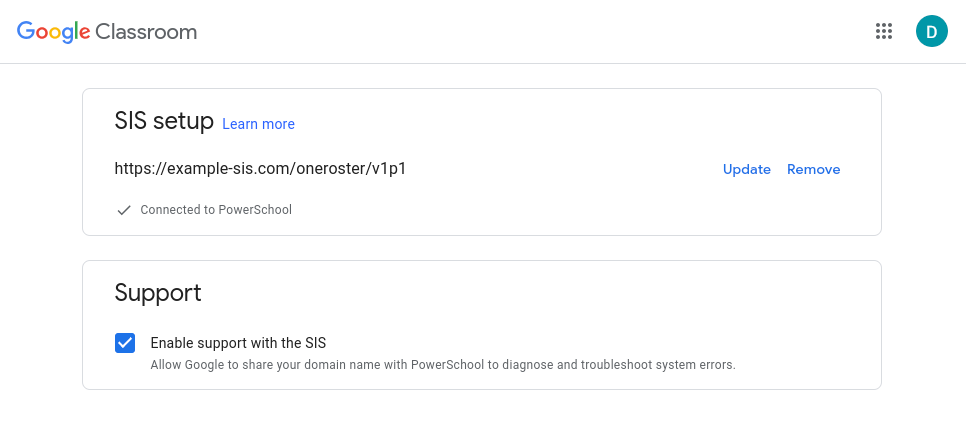 Google Classroom
D
SIS setup Learn more
https://example-sis.com/oneroster/v1p1 Update Remove
Connected to PowerSchool
Support
Enable support with the SIS
Allow Google to share your domain name with PowerSchool to diagnose and troubleshoot system errors.